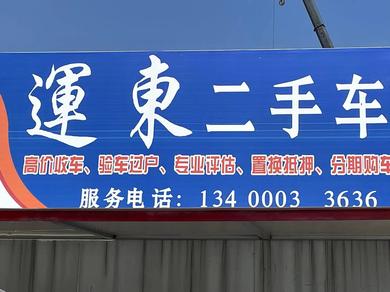 運東二手车
高价收车、验车过户、专业评估、置换抵押、分期购车
服务电话：134 0003 3636